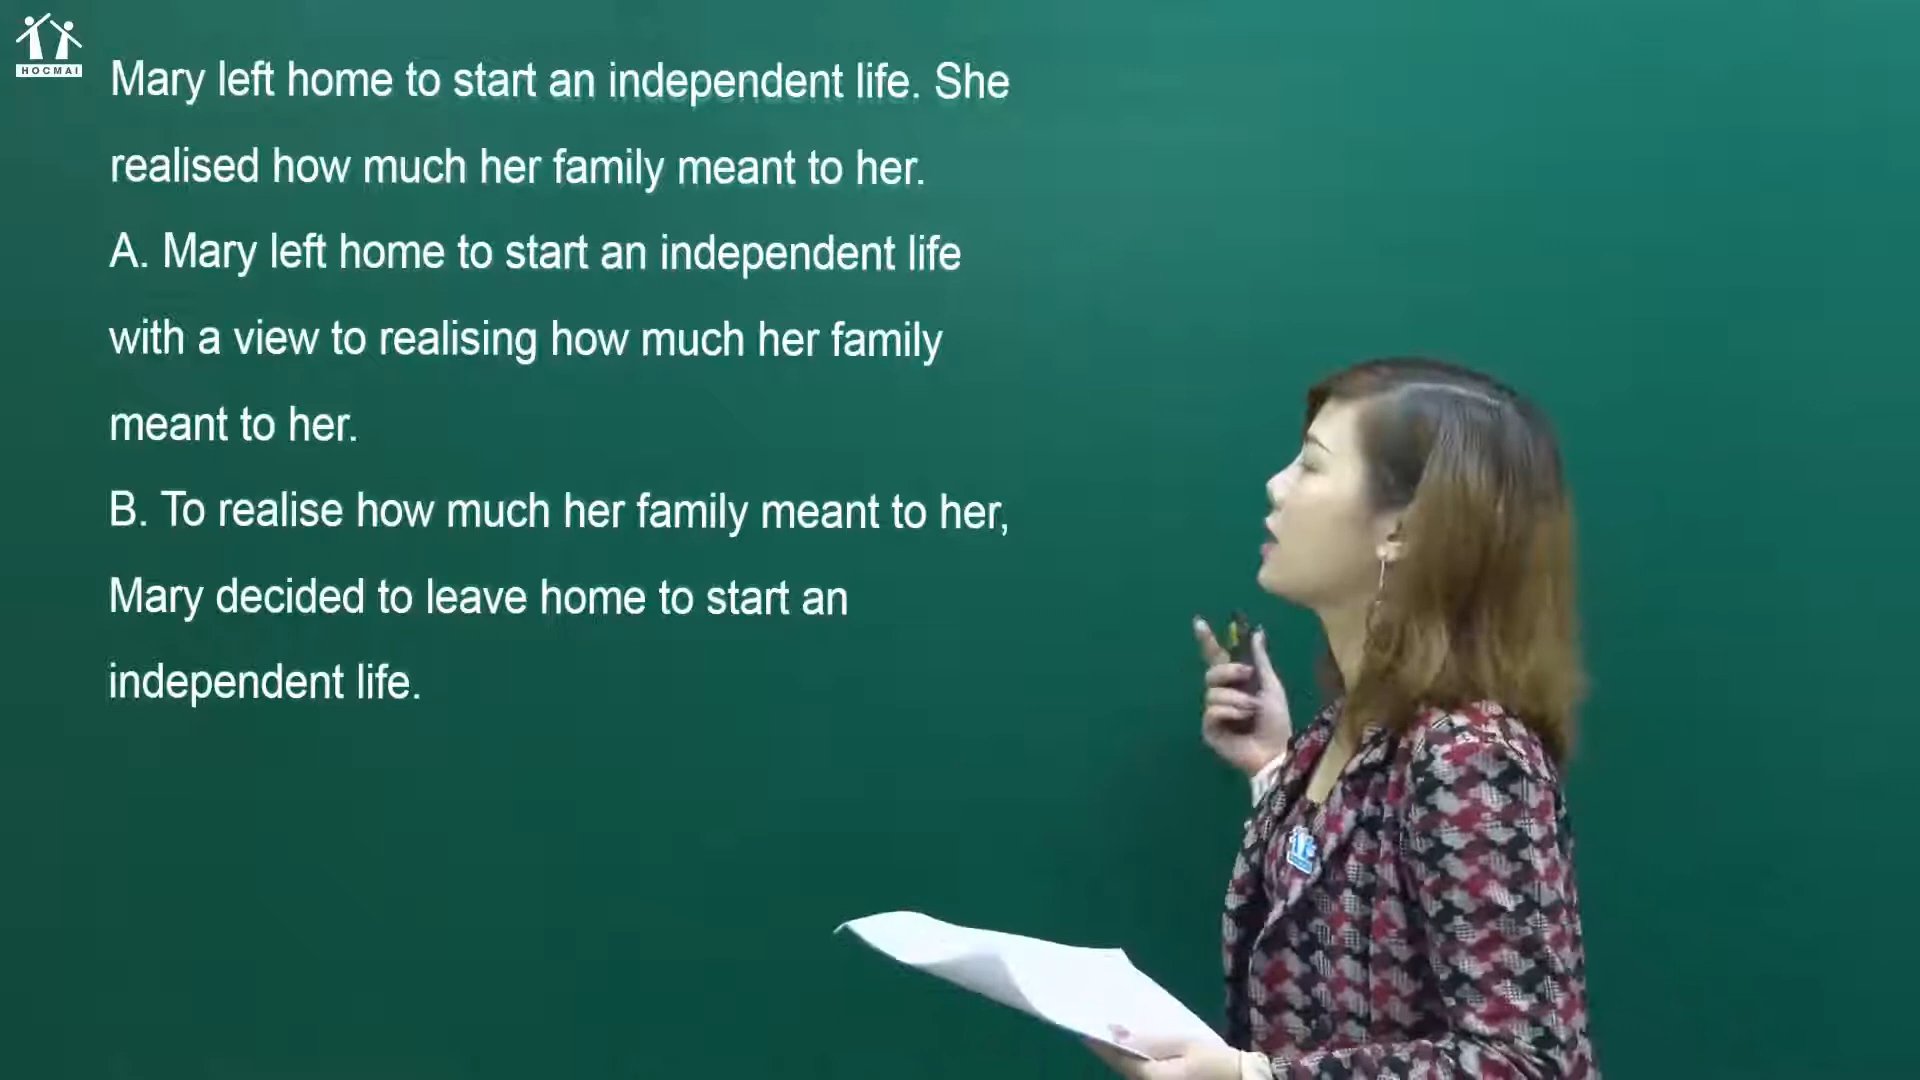 HOCMAI
Mary left home to start an independent life. She
realised how much her family meant to her.
A. Mary left home to start an independent life
with a view to realising how much her family
meant to her.
B. To realise how much her family meant to her,
Mary decided to leave home to start an
independent life.